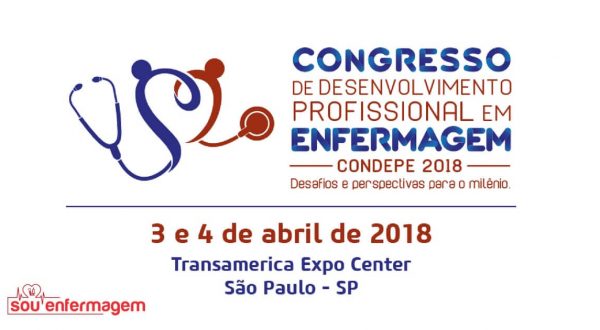 CONGRESSO
DE DESENVOLVIMENTO
PROFISSIONAL EM
ENFERMAGEM
CONDEPE 2018
Desafios e perspectivas para o milênio.
3 e 4 de abril de 2018
Transamerica Expo Center
São Paulo - SP
sou enfermagem